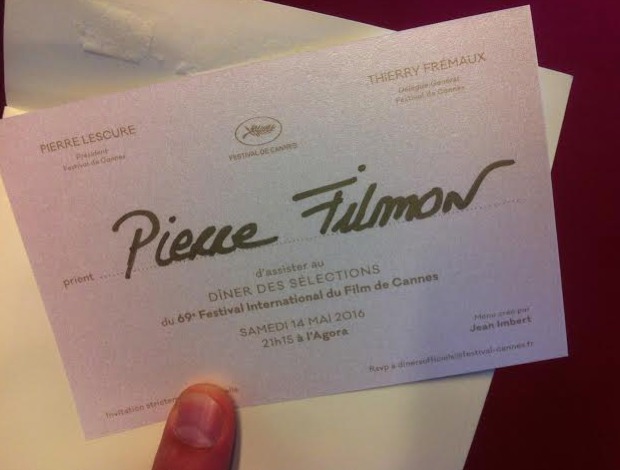 PIERRE LESCURE
Président
Festival de Cannes
FESTIVAL DE CANNES
THIERRY FRÉMAUX
Délégué Général
Festival de Cannes
prient Pierre Filmon
d'assister au
DÎNER DES SÉLECTIONS
du 69e Festival International du Film de Cannes
SAMEDI 14 MAI 2016
21h15 à l'Agora
Menu créé par
Jean Imbert
Rsvp à dinersofficiels@festival-cannes.fr
Invitation